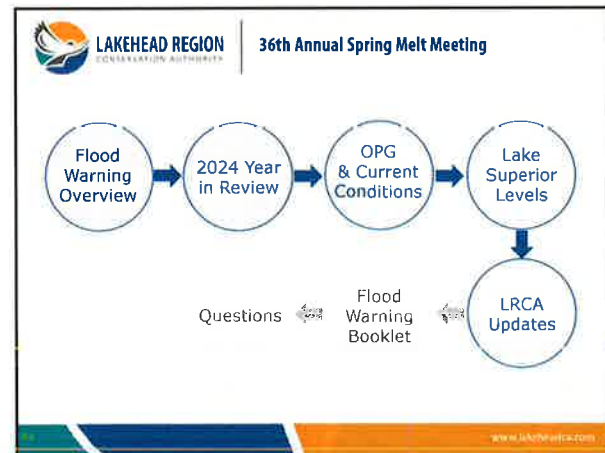 LAKEHEAD REGION
CONSERVATION AUTHORITY
36th Annual Spring Melt Meeting
Flood
Warning
Overview
2024 Year
in Review
OPG
& Current
Conditions
Lake
Superior
Levels
LRCA
Updates
Flood
Warning
Booklet
Questions
www.lakeheadca.com